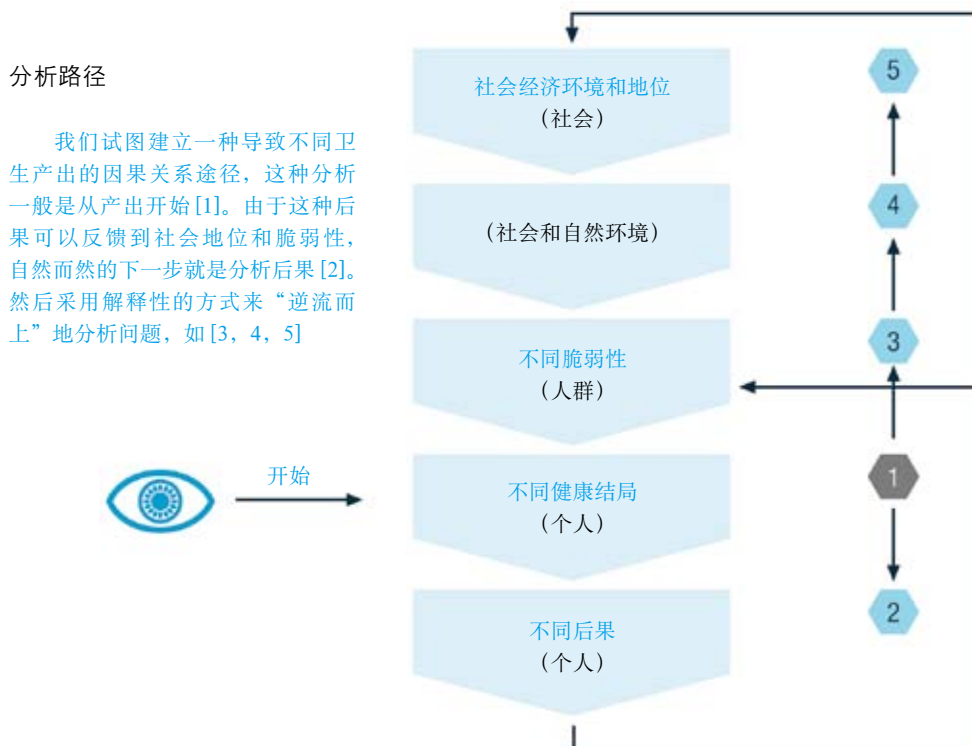 分析路径
我们试图建立一种导致不同卫
生产出的因果关系途径，这种分析
一般是从产出开始[1]。由于这种后
果可以反馈到社会地位和脆弱性，
自然而然的下一步就是分析后果[2]。
然后采用解释性的方式来“逆流而
上”地分析问题，如[3，4，5]
开始
社会经济环境和地位
（社会）
（社会和自然环境）
不同脆弱性
（人群）
不同健康结局
（个人）
不同后果
（个人）
5
4
3
1
2